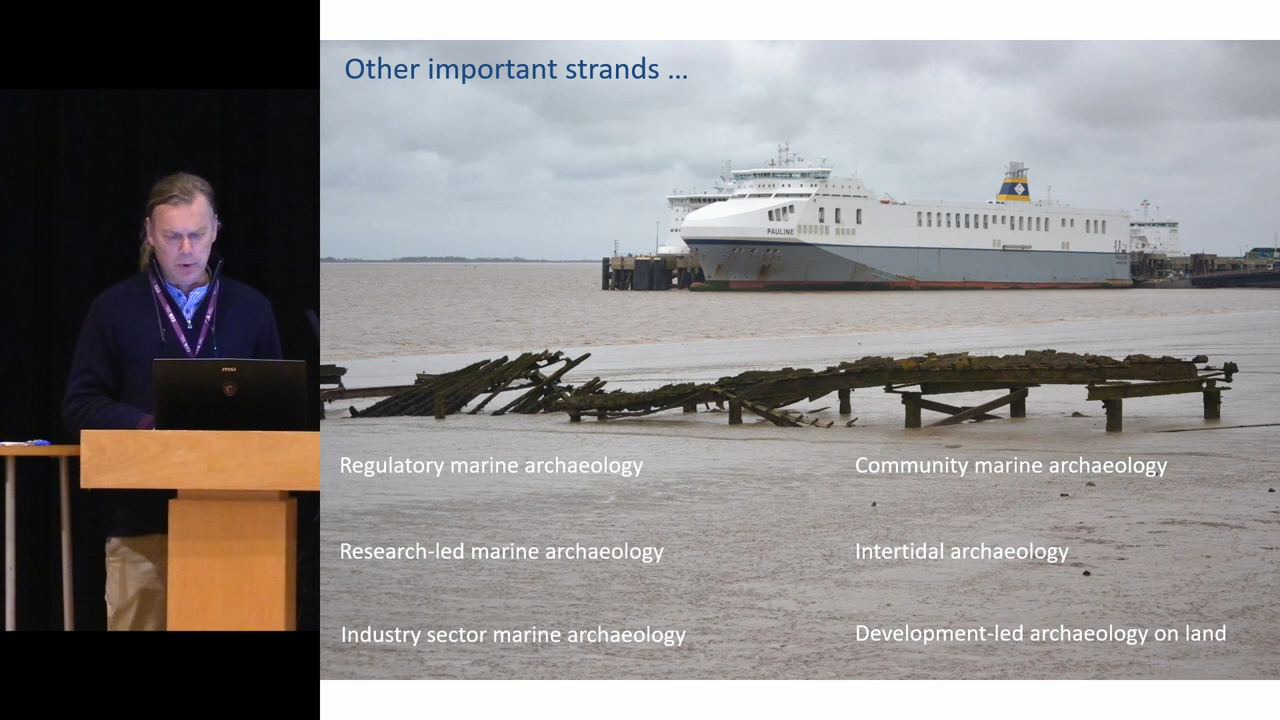 Other important strands ...
PAULINE
msi
Regulatory marine archaeology
Community marine archaeology
Research-led marine archaeology
Intertidal archaeology
Industry sector marine archaeology
Development-led archaeology on land